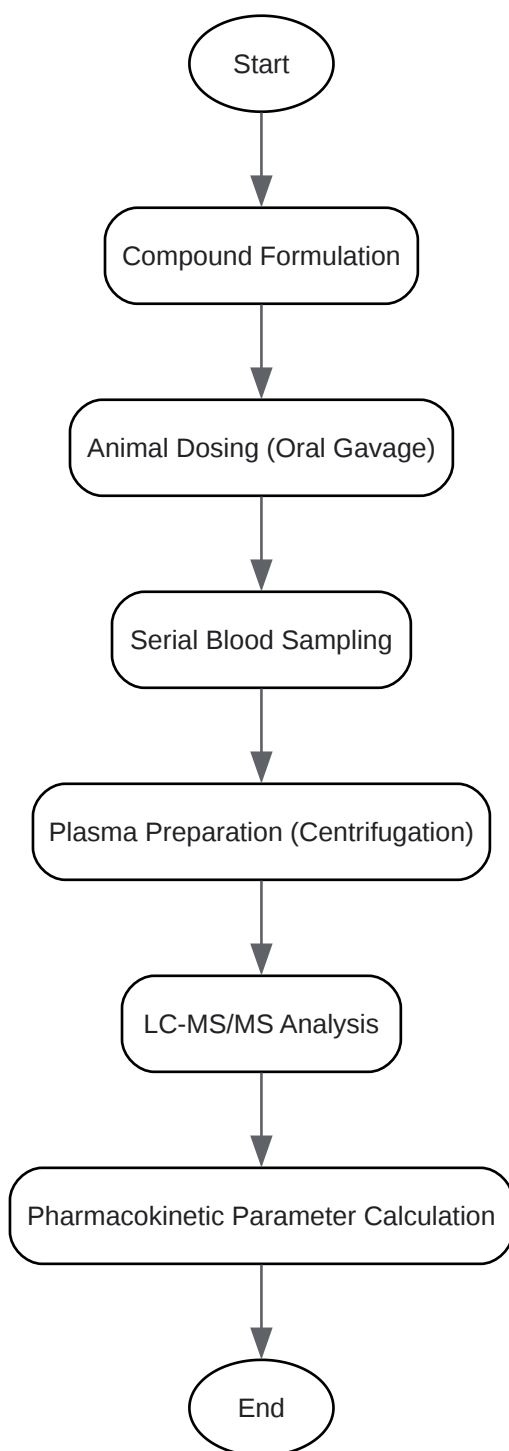 Start
Compound Formulation
Animal Dosing (Oral Gavage)
Serial Blood Sampling
Plasma Preparation (Centrifugation)
LC-MS/MS Analysis
Pharmacokinetic Parameter Calculation
End